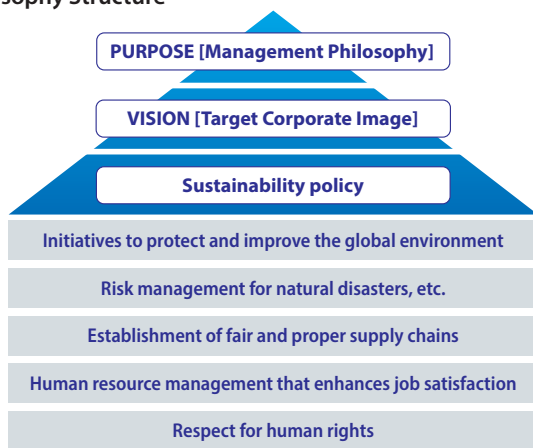 sophy Structure
PURPOSE [Management Philosophy]
VISION [Target Corporate Image]
Sustainability policy
Initiatives to protect and improve the global environment
Risk management for natural disasters, etc.
Establishment of fair and proper supply chains
Human resource management that enhances job satisfaction
Respect for human rights